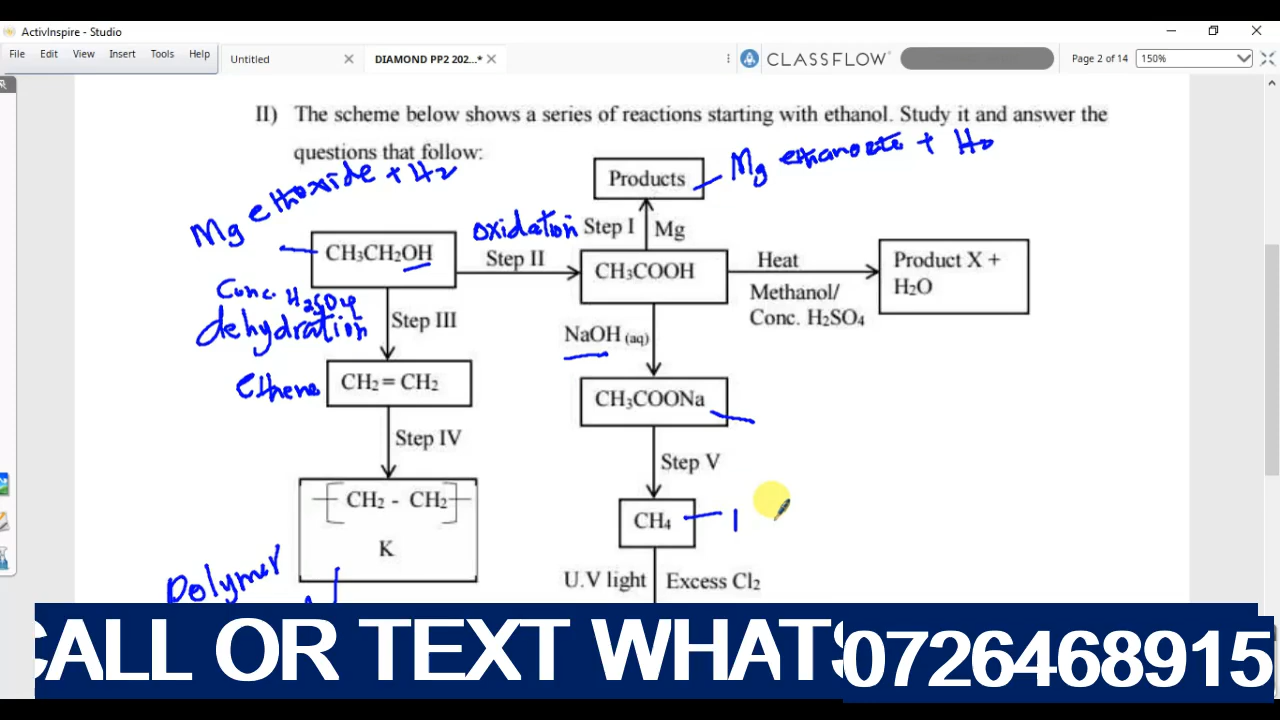 ActivInspire - Studio
File Edit View Insert Tools Help
Untitled
DIAMOND PP2 202...*
CLASSFLOW
Page 2 of 14
150%
II) The scheme below shows a series of reactions starting with ethanol. Study it and answer the
questions that follow:
Mg ethoxide + H2
Products
Mg ethanoate + H2
oxidation
Step I
Mg
CH3CH2OH
Step II
CH3COOH
Heat
Methanol/
Conc. H2SO4
Product X +
H2O
Conc. H2SO4
dehydration
Step III
NaOH (aq)
Ethene
CH2 = CH2
CH3COONa
Step IV
Step V
CH2 - CH2
K
CH4
Polymer
U.V light
Excess Cl2
CALL OR TEXT WHATS
0726468915